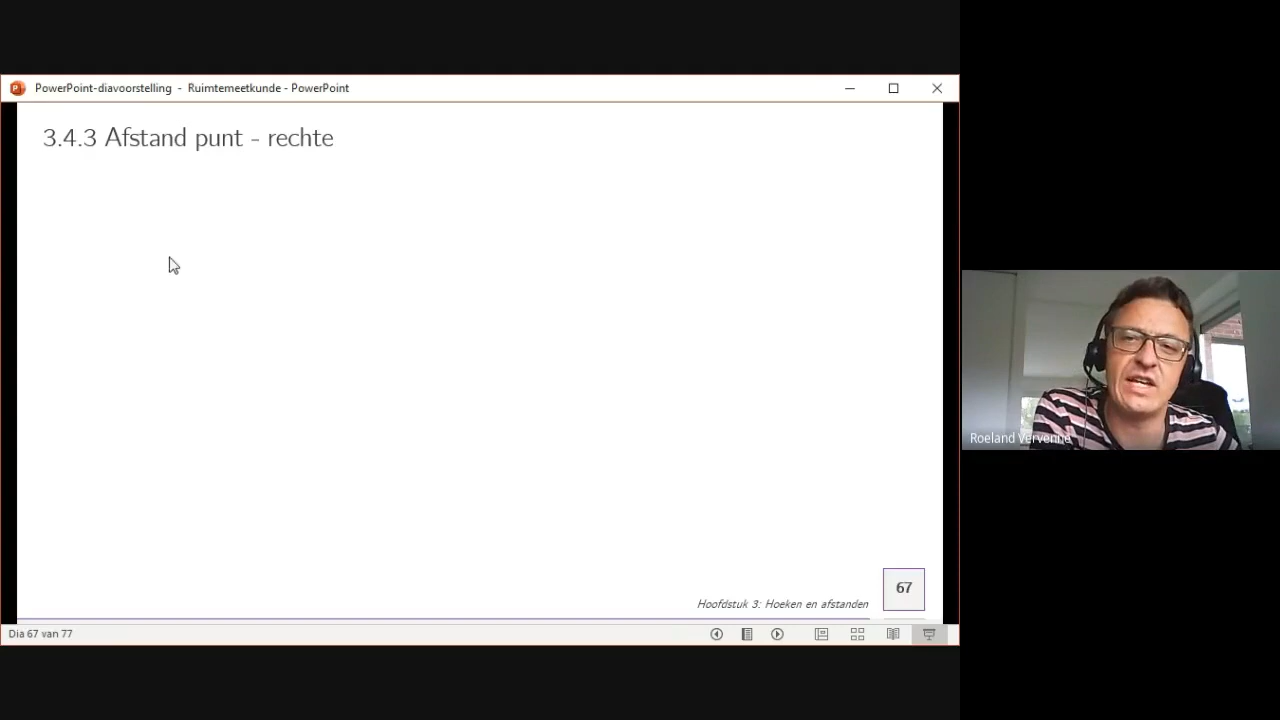 PowerPoint-diavoorstelling - Ruimtemeetkunde - PowerPoint
3.4.3 Afstand punt - rechte
Roeland Vervenne
67
Hoofdstuk 3: Hoeken en afstanden
Dia 67 van 77